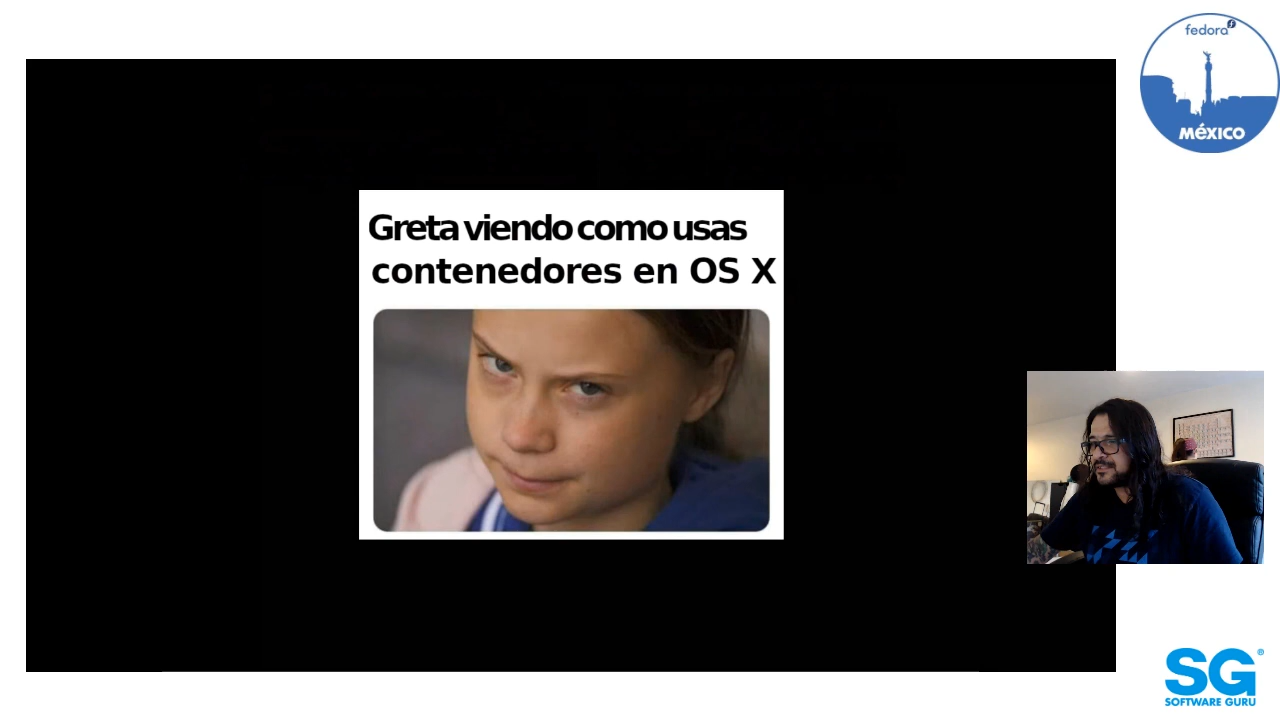 fedora
MéXICO
Greta viendo como usas
contenedores en OS X
SG
SOFTWARE GURU